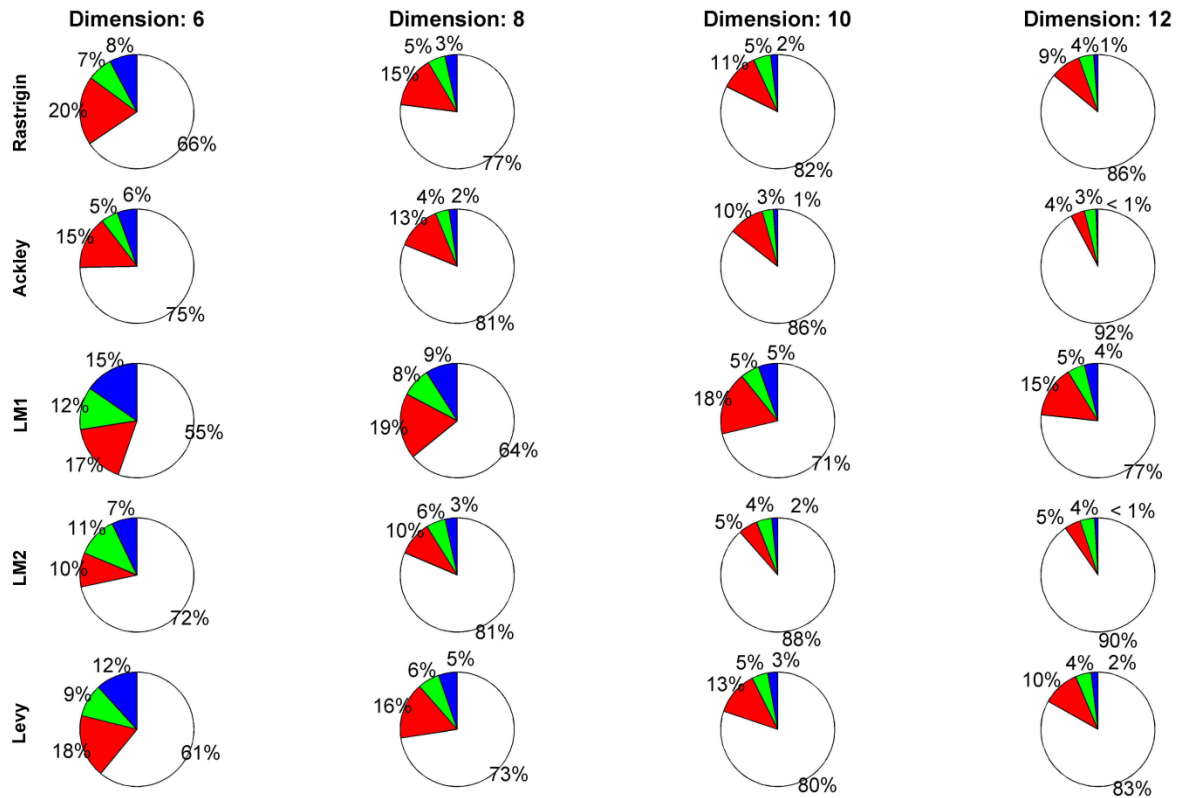 Dimension: 6 Dimension: 8 Dimension: 10 Dimension: 12
Rastrigin
8% 7% 20% 66%
3% 5% 15% 77%
2% 5% 11% 82%
1% 4% 9% 86%
Ackley
6% 5% 15% 75%
2% 4% 13% 81%
1% 3% 10% 86%
< 1% 3% 4% 92%
LM1
15% 12% 17% 55%
9% 8% 19% 64%
5% 5% 18% 71%
4% 5% 15% 77%
LM2
7% 11% 10% 72%
3% 6% 10% 81%
2% 4% 5% 88%
< 1% 4% 5% 90%
Levy
12% 9% 18% 61%
5% 6% 16% 73%
3% 5% 13% 80%
2% 4% 10% 83%